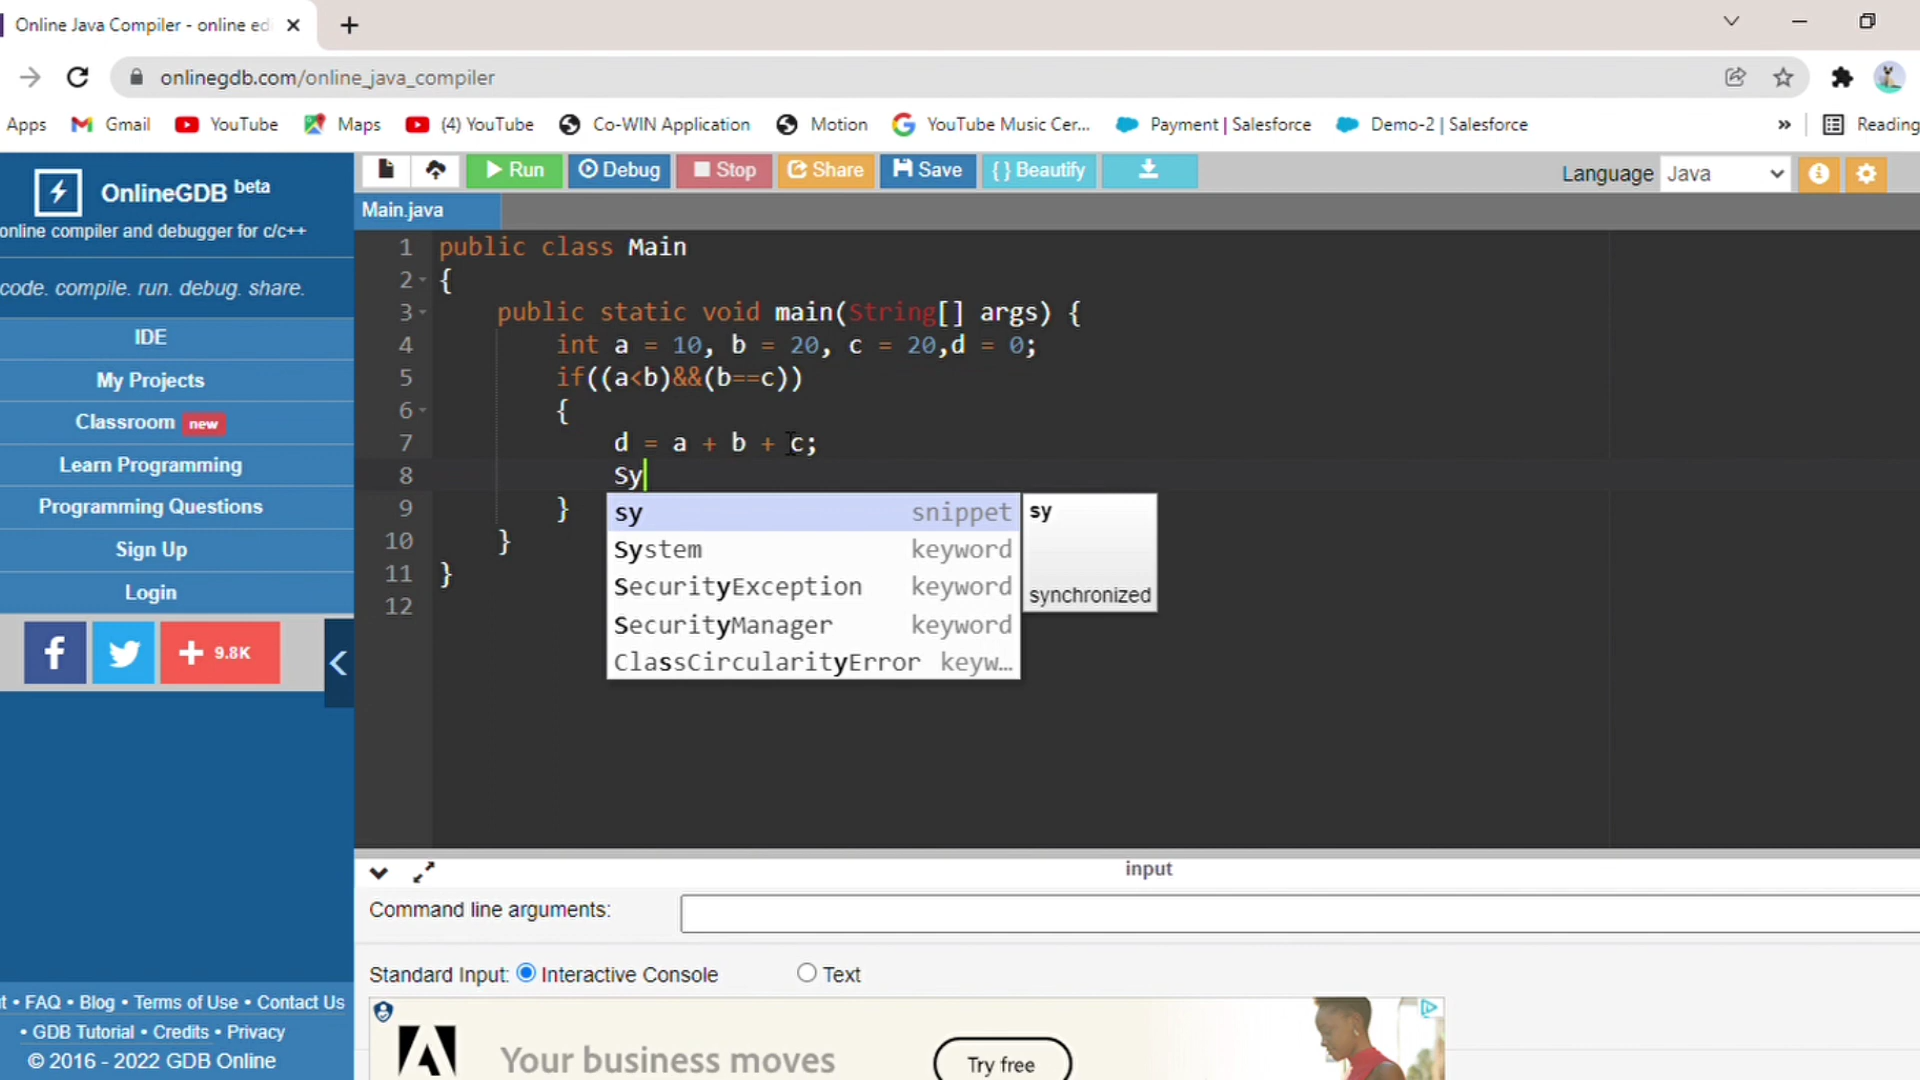 Online Java Compiler - online ed
onlinegdb.com/online_java_compiler
Apps Gmail YouTube Maps (4) YouTube Co-WIN Application Motion YouTube Music Cer... Payment | Salesforce Demo-2 | Salesforce » Reading
OnlineGDB beta
online compiler and debugger for c/c++
code. compile. run. debug. share.
IDE
My Projects
Classroom new
Learn Programming
Programming Questions
Sign Up
Login
f + 9.8K
• FAQ • Blog • Terms of Use • Contact Us
• GDB Tutorial • Credits • Privacy
© 2016 - 2022 GDB Online
Run Debug Stop Share Save {} Beautify Language Java
Main.java
1 public class Main
2 {
3 public static void main(String[] args) {
4 int a = 10, b = 20, c = 20,d = 0;
5 if((a<b)&&(b==c))
6 {
7 d = a + b + c;
8 Sy
9 }
10 }
11 }
12
sy snippet
System keyword
SecurityException keyword
SecurityManager keyword
ClassCircularityError keyw...
sy
synchronized
input
Command line arguments:
Standard Input: Interactive Console Text
Your business moves
Try free